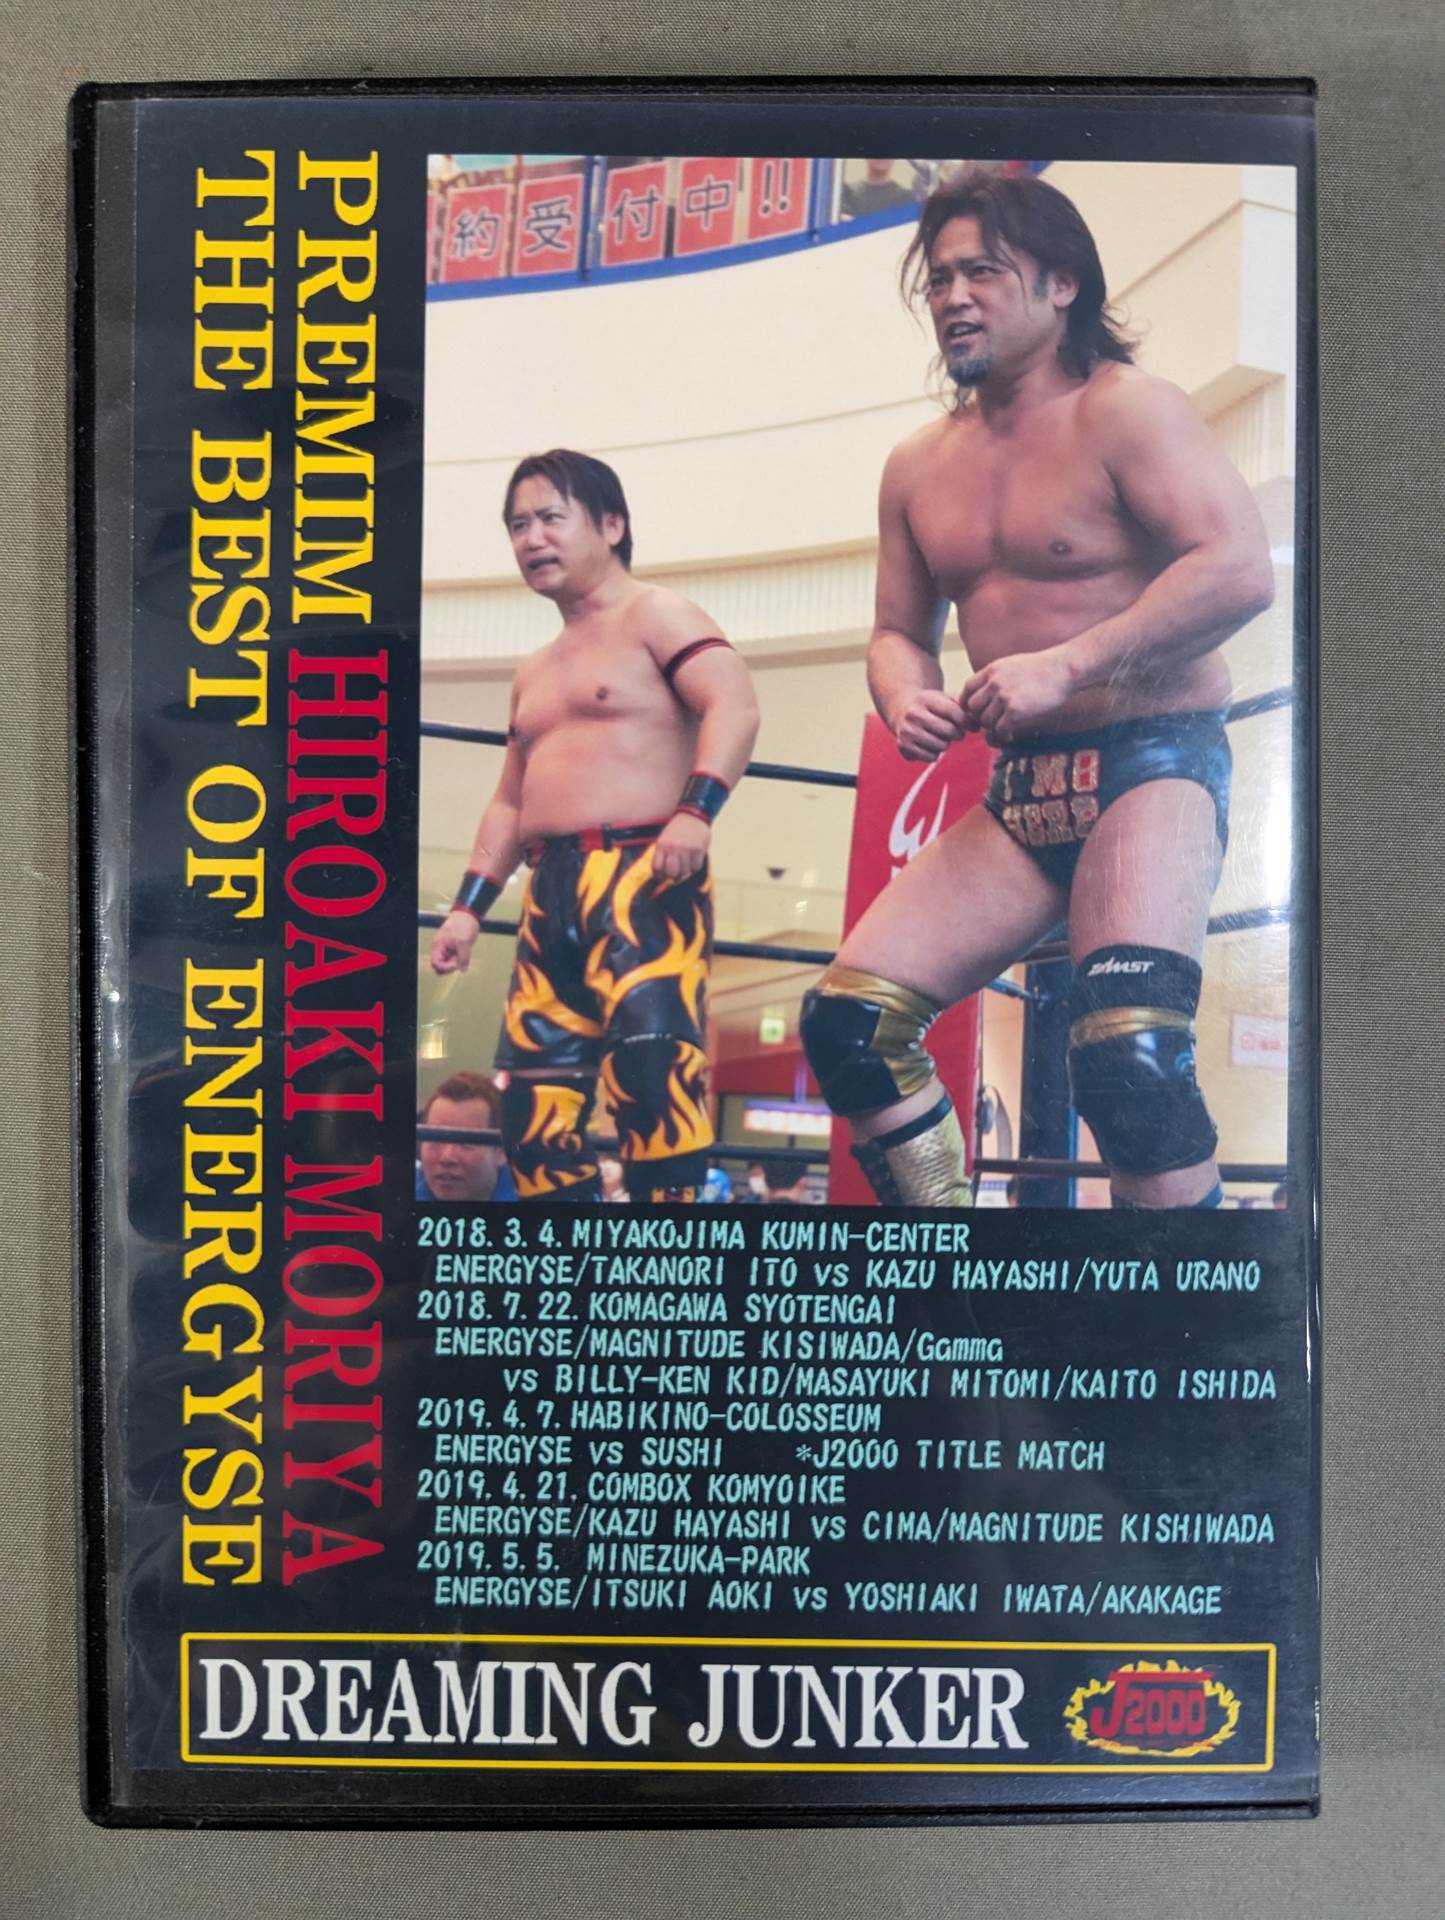 約受付中!!
PREMIM HIROAKI MORIYA
THE BEST OF ENERGYSE
I'M 8
HERO
ZAMST
2018.3.4.MIYAKOJIMA KUMIN-CENTER
ENERGYSE/TAKANORI ITO vs KAZU HAYASHI/YUTA URANO
2018.7.22.KOMAGAWA SYOTENGAI
ENERGYSE/MAGNITUDE KISIWADA/Gamma
vs BILLY-KEN KID/MASAYUKI MITOMI/KAITO ISHIDA
2019.4.7.HABIKINO-COLOSSEUM
ENERGYSE vs SUSHI *J2000 TITLE MATCH
2019.4.21.COMBOX KOMYOIKE
ENERGYSE/KAZU HAYASHI vs CIMA/MAGNITUDE KISHIWADA
2019.5.5. MINEZUKA-PARK
ENERGYSE/ITSUKI AOKI vs YOSHIAKI IWATA/AKAKAGE
DREAMING JUNKER
J2000